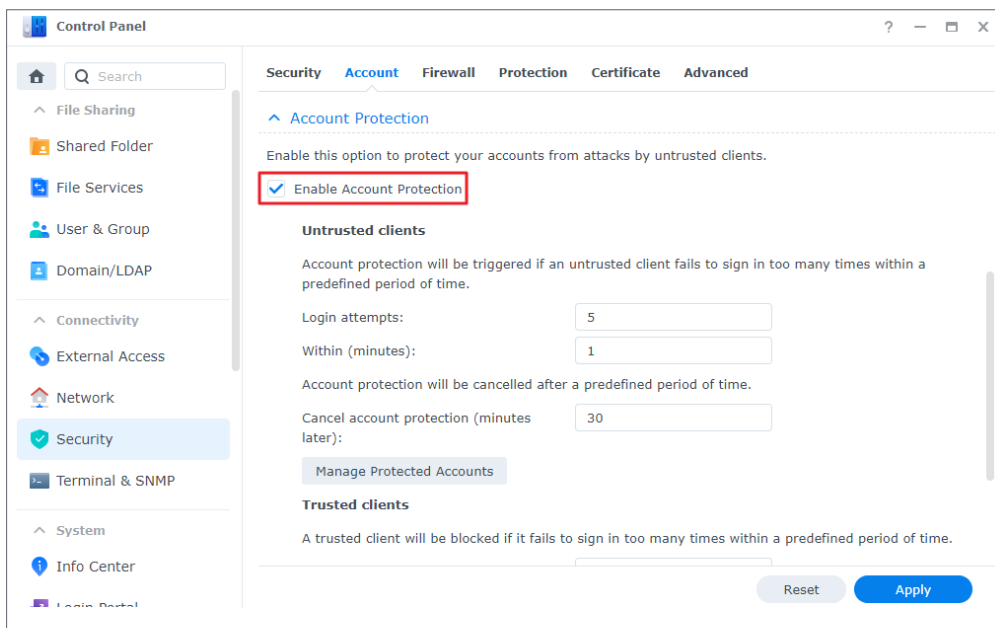 Control Panel
?
Search
File Sharing
Shared Folder
File Services
User & Group
Domain/LDAP
Connectivity
External Access
Network
Security
Terminal & SNMP
System
Info Center
Login Portal
Security Account Firewall Protection Certificate Advanced
Account Protection
Enable this option to protect your accounts from attacks by untrusted clients.
Enable Account Protection
Untrusted clients
Account protection will be triggered if an untrusted client fails to sign in too many times within a
predefined period of time.
Login attempts: 5
Within (minutes): 1
Account protection will be cancelled after a predefined period of time.
Cancel account protection (minutes 30
later):
Manage Protected Accounts
Trusted clients
A trusted client will be blocked if it fails to sign in too many times within a predefined period of time.
Reset Apply